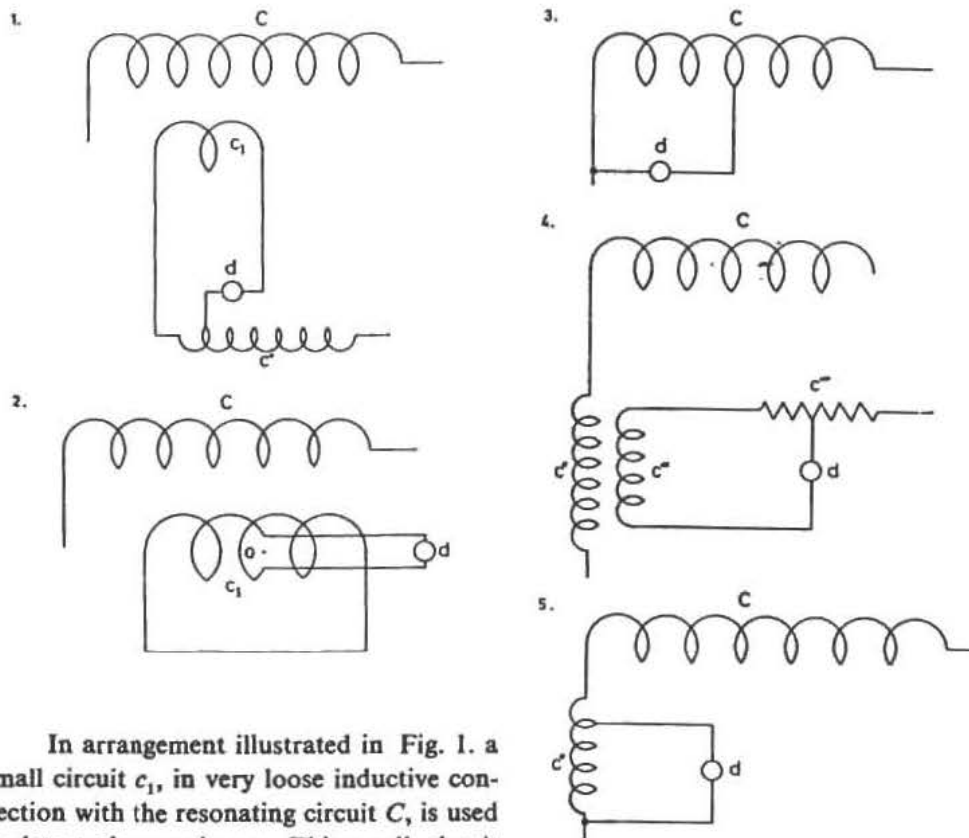 1.
C
c₁
d
c'
2.
C
o
c₁
d
3.
C
d
4.
C
c'
c''
c'''
d
5.
C
c'
d
In arrangement illustrated in Fig. 1. a
mall circuit c₁, in very loose inductive con-
ection with the resonating circuit C, is used